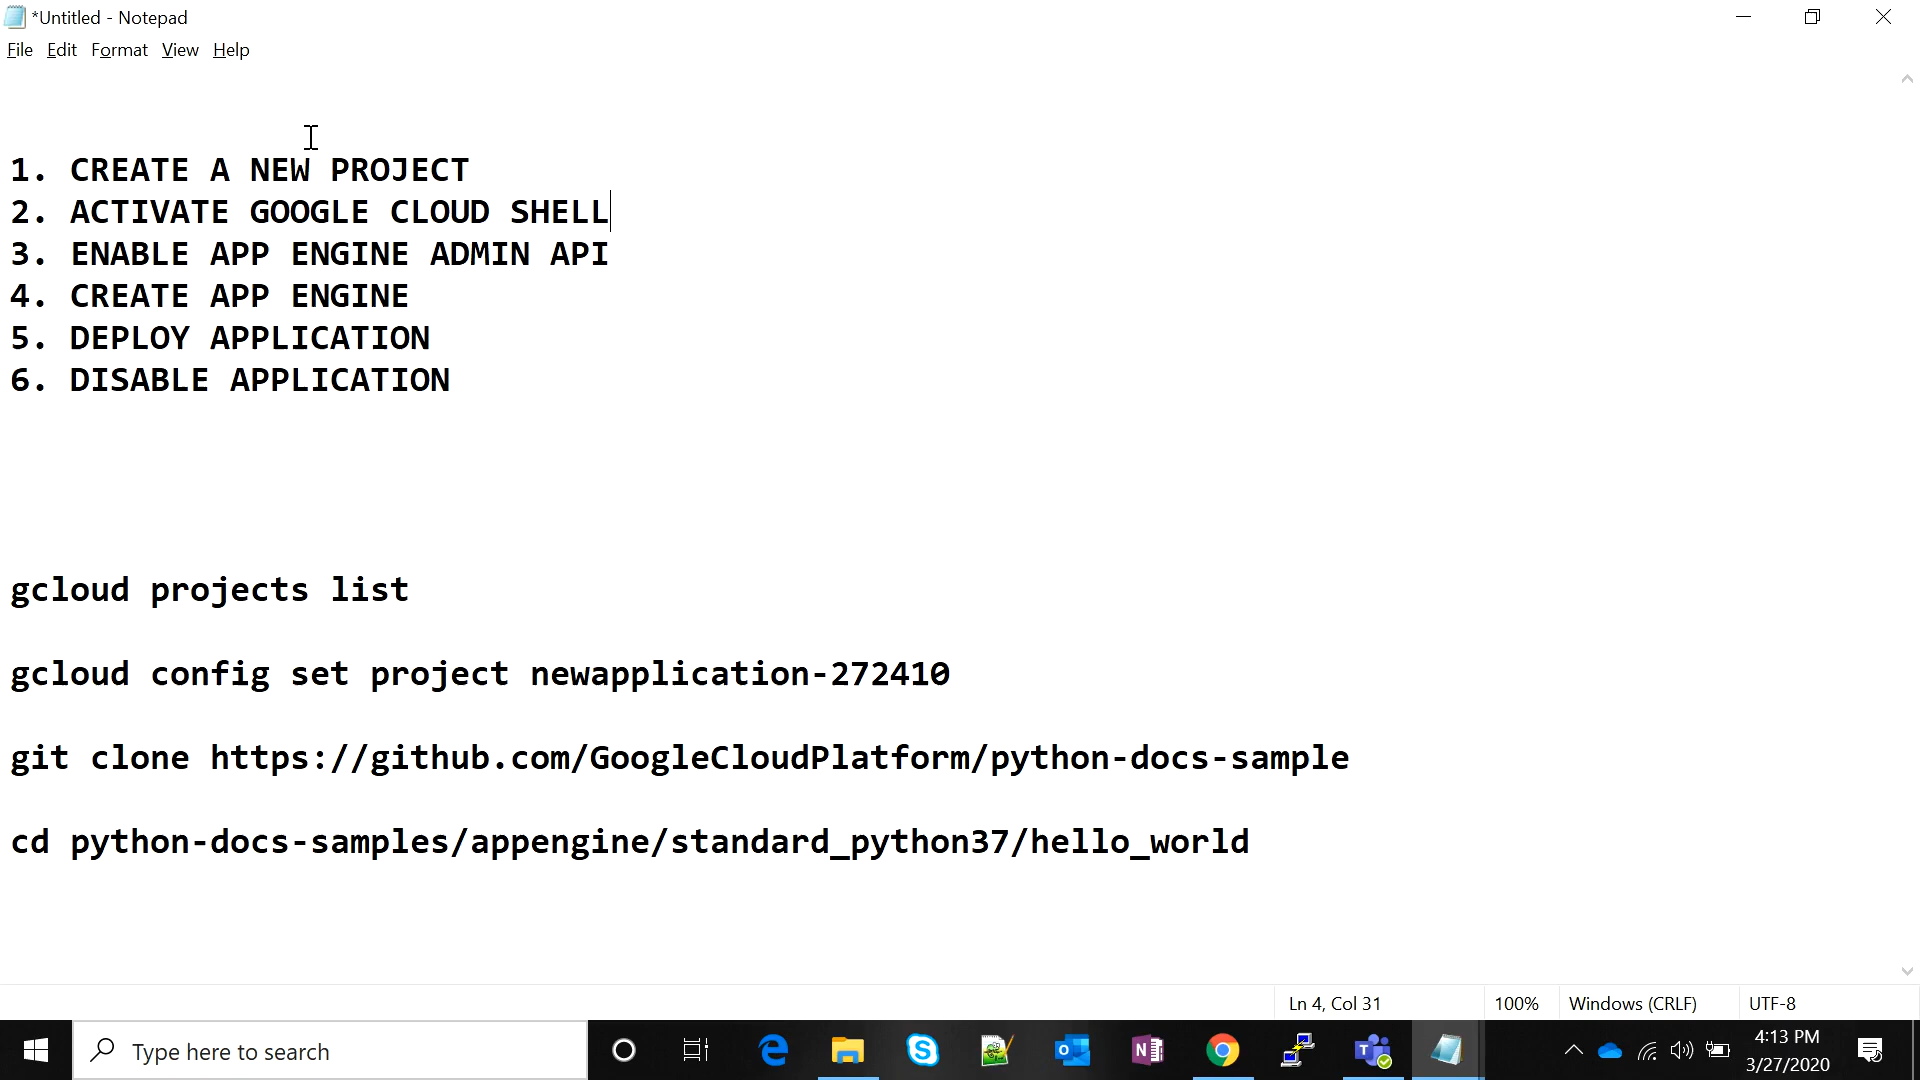 *Untitled - Notepad
File Edit Format View Help
1. CREATE A NEW PROJECT
2. ACTIVATE GOOGLE CLOUD SHELL
3. ENABLE APP ENGINE ADMIN API
4. CREATE APP ENGINE
5. DEPLOY APPLICATION
6. DISABLE APPLICATION
gcloud projects list
gcloud config set project newapplication-272410
git clone https://github.com/GoogleCloudPlatform/python-docs-sample
cd python-docs-samples/appengine/standard_python37/hello_world
Ln 4, Col 31 100% Windows (CRLF) UTF-8
Type here to search
4:13 PM
3/27/2020